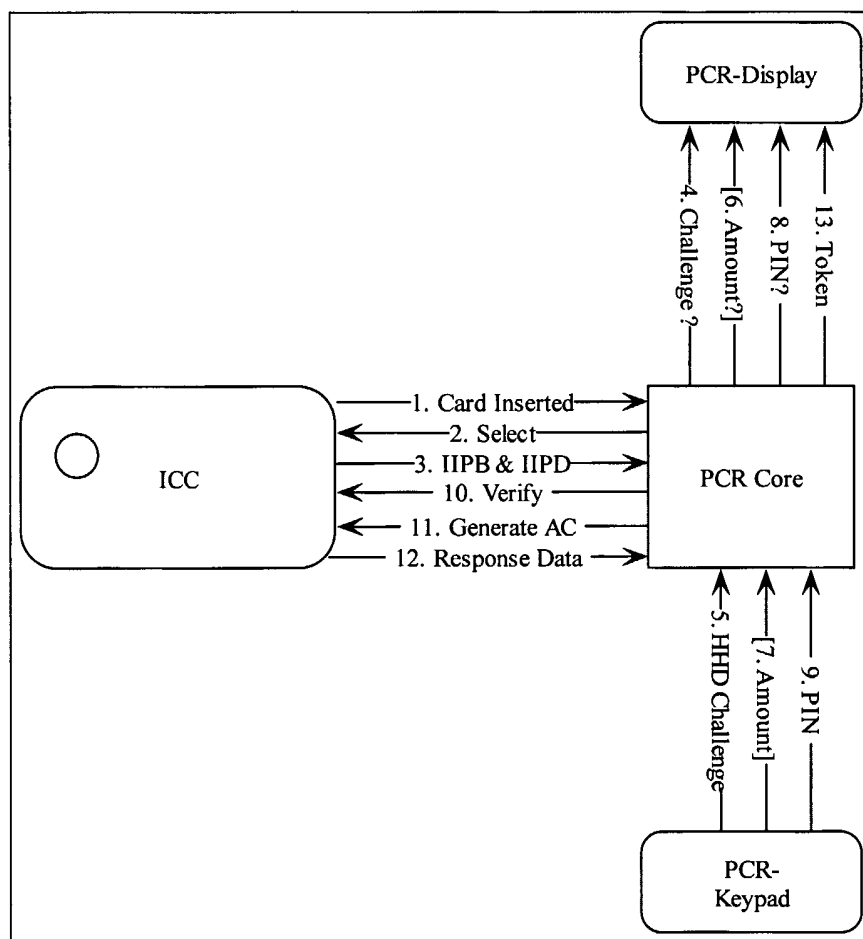 PCR-Display
4. Challenge ?
[6. Amount?]
8. PIN?
13. Token
1. Card Inserted
2. Select
3. IIPB & IIPD
10. Verify
11. Generate AC
12. Response Data
ICC
PCR Core
5. HHD Challenge
[7. Amount]
9. PIN
PCR-
Keypad